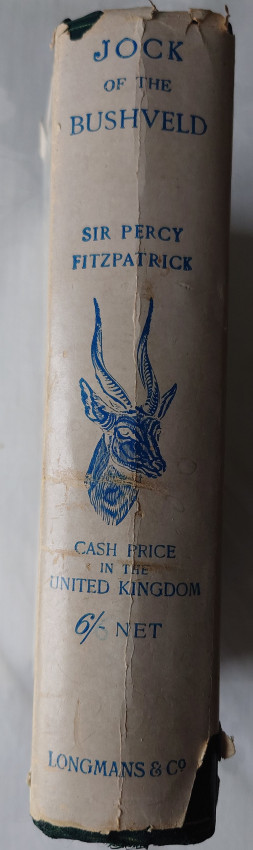 JOCK
OF THE
BUSHVELD
SIR PERCY
FITZPATRICK
CASH PRICE
IN THE
UNITED KINGDOM
6/- NET
LONGMANS & Cº